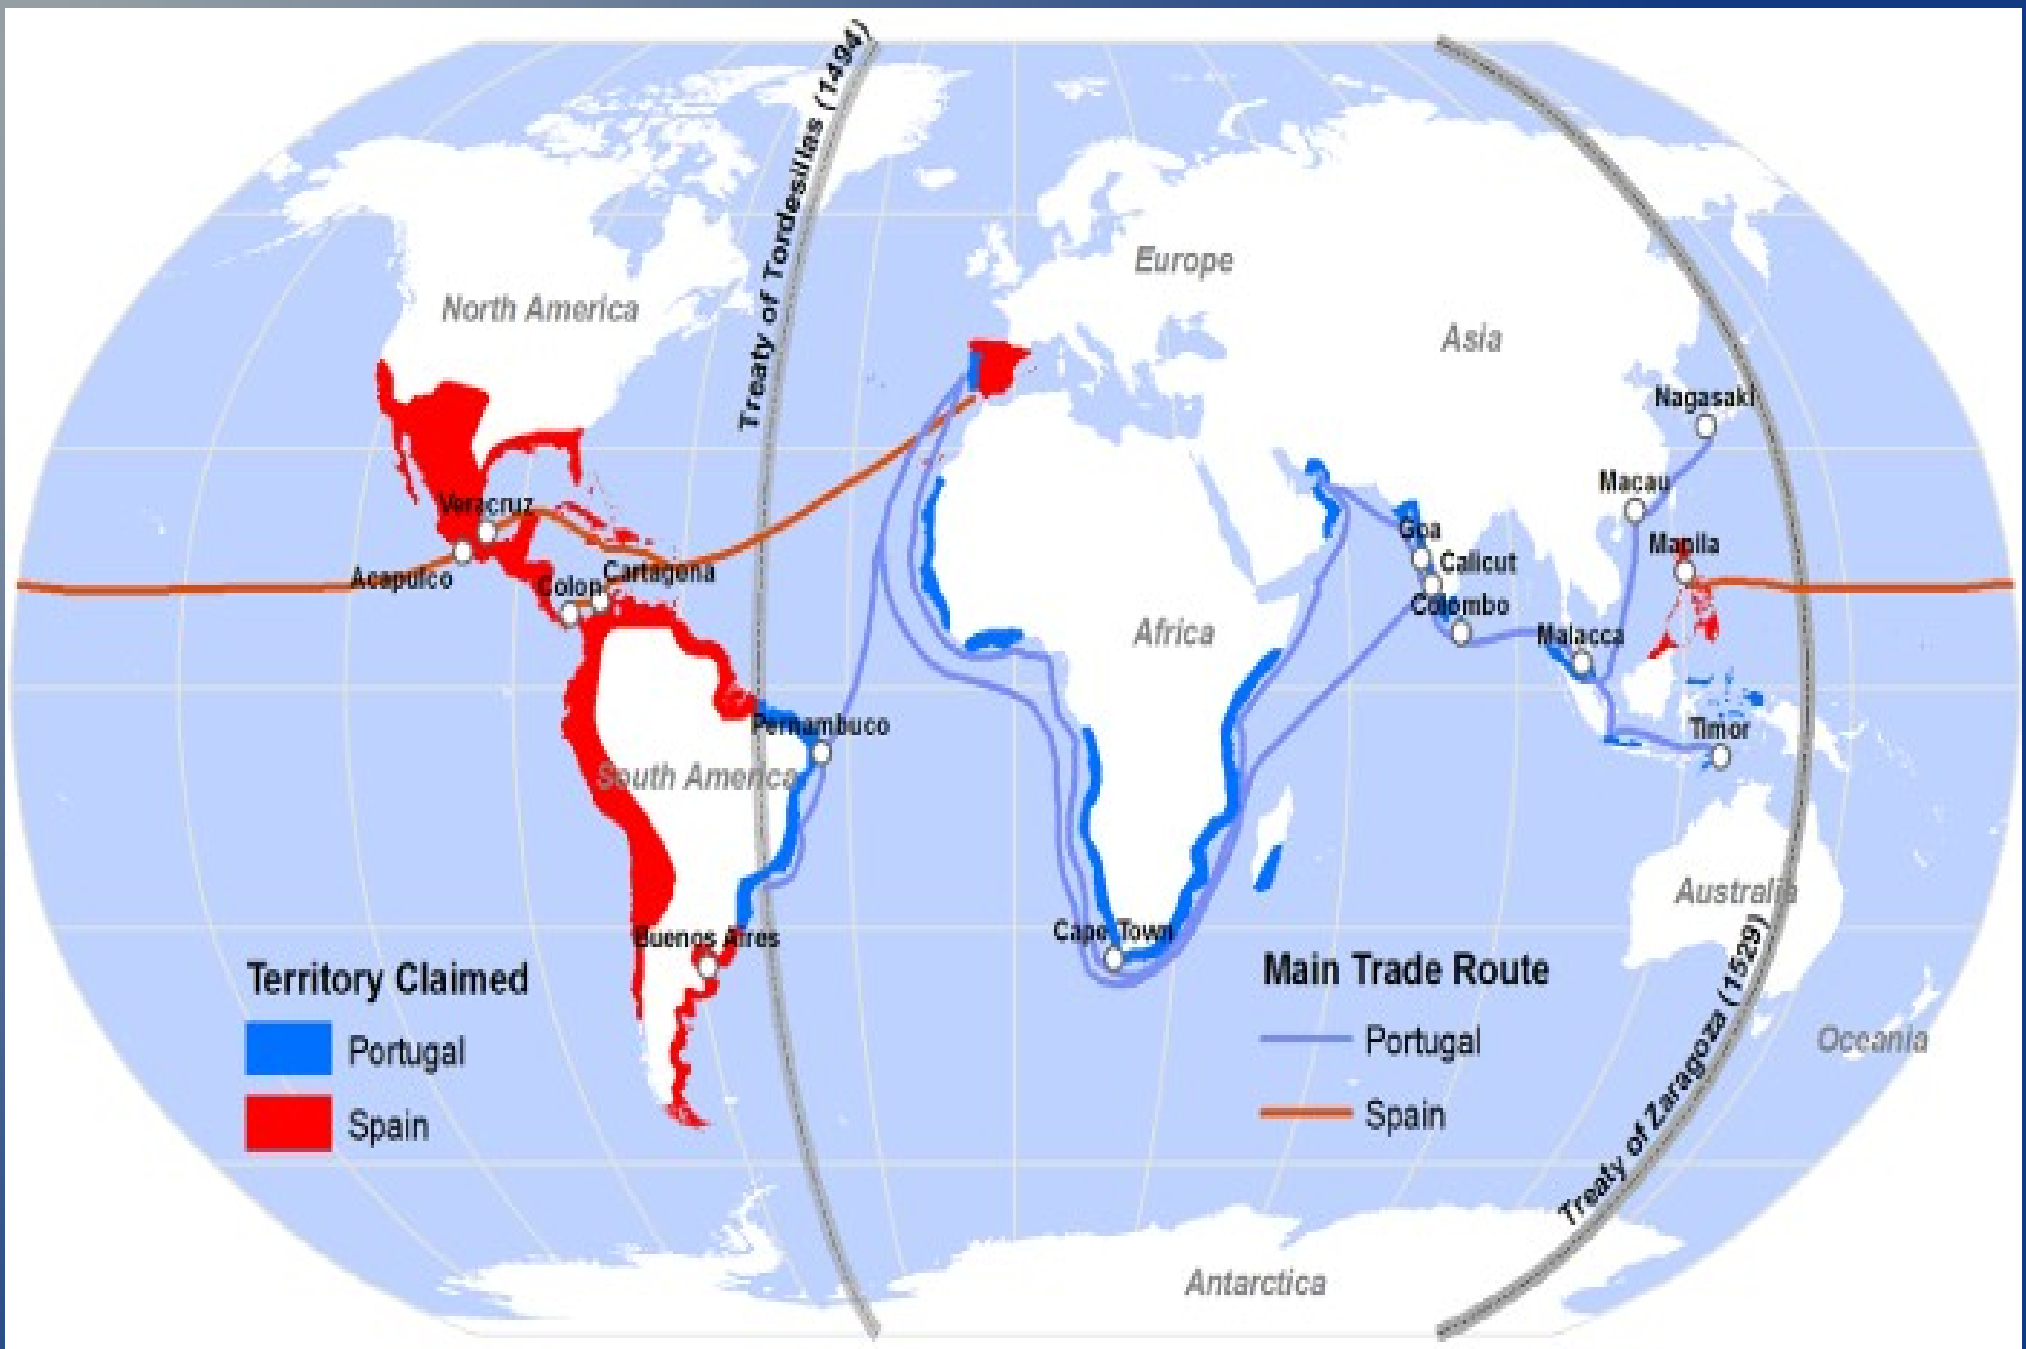 Treaty of Tordesillas (1494)
Europe
North America
Asia
Nagasaki
Macau
Veracruz
Goa
Manila
Calicut
Acapulco
Colon
Cartagena
Colombo
Africa
Malacca
Pernambuco
Timor
South America
Australia
Buenos Aires
Cape Town
Territory Claimed
Portugal
Spain
Main Trade Route
Portugal
Spain
Oceania
Treaty of Zaragoza (1529)
Antarctica